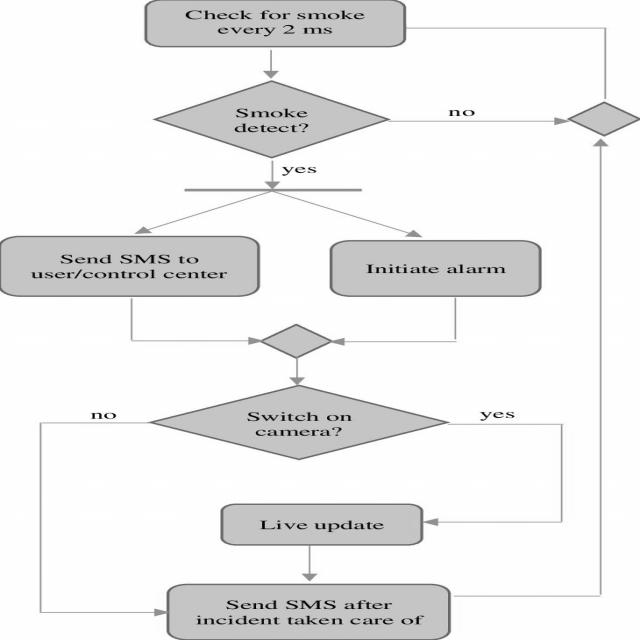 Check for smoke
every 2 ms
Smoke
detect?
no
yes
Send SMS to
user/control center
Initiate alarm
Switch on
camera?
no
yes
Live update
Send SMS after
incident taken care of